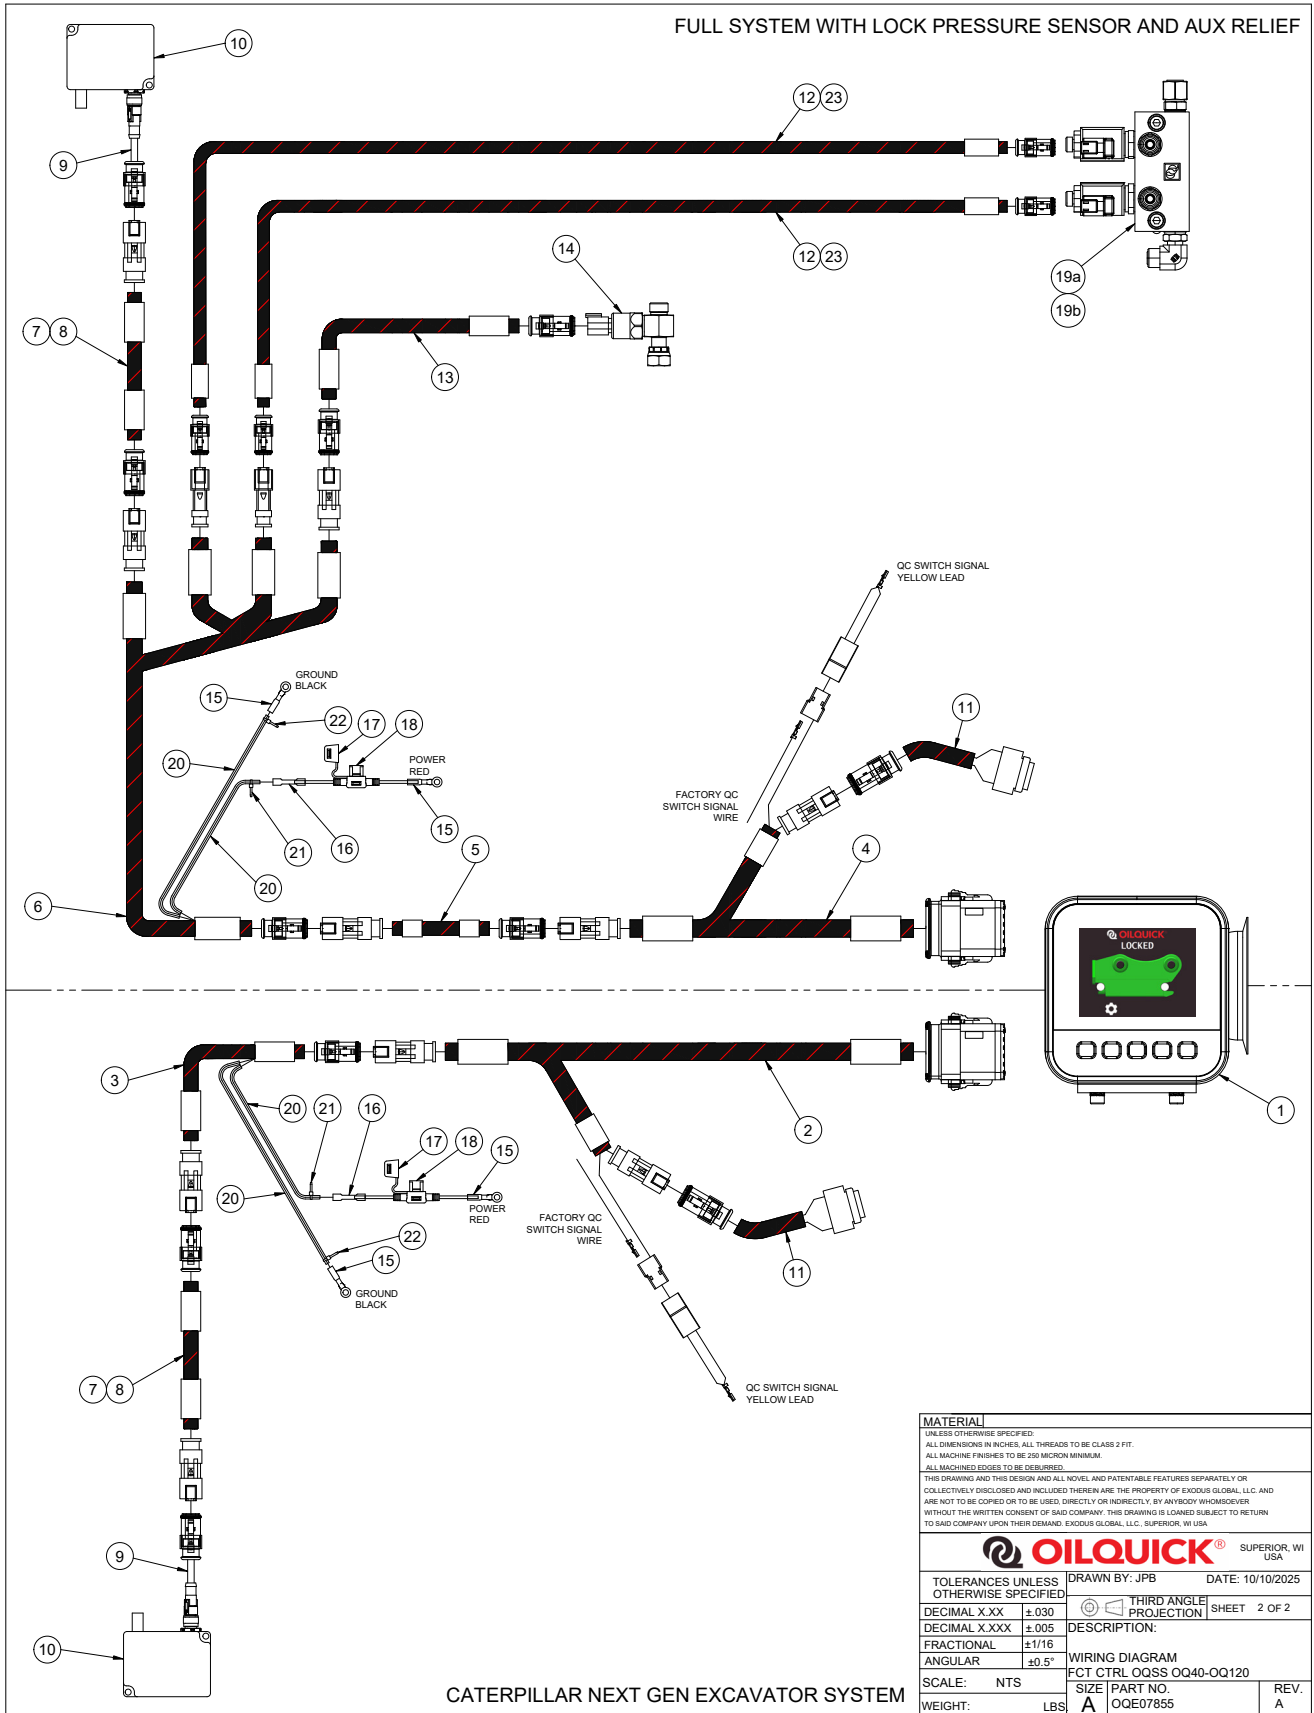 FULL SYSTEM WITH LOCK PRESSURE SENSOR AND AUX RELIEF
10
12 23
9
12 23
14
19a
19b
7 8
13
QC SWITCH SIGNAL
YELLOW LEAD
GROUND
BLACK
15
22
17
18
11
20
POWER
RED
FACTORY QC
SWITCH SIGNAL
WIRE
15
21
16
5
4
20
6
OILQUICK
LOCKED
3
20
21
16
17
18
15
2
1
20
POWER
RED
FACTORY QC
SWITCH SIGNAL
WIRE
22
15
11
GROUND
BLACK
7 8
QC SWITCH SIGNAL
YELLOW LEAD
9
10
CATERPILLAR NEXT GEN EXCAVATOR SYSTEM
MATERIAL
UNLESS OTHERWISE SPECIFIED:
ALL DIMENSIONS IN INCHES, ALL THREADS TO BE CLASS 2 FIT.
ALL MACHINE FINISHES TO BE 250 MICRON MINIMUM.
ALL MACHINED EDGES TO BE DEBURRED.
THIS DRAWING AND THIS DESIGN AND ALL NOVEL AND PATENTABLE FEATURES SEPARATELY OR
COLLECTIVELY DISCLOSED AND INCLUDED THEREIN ARE THE PROPERTY OF EXODUS GLOBAL, LLC. AND
ARE NOT TO BE COPIED OR TO BE USED, DIRECTLY OR INDIRECTLY, BY ANYBODY WHOMSOEVER
WITHOUT THE WRITTEN CONSENT OF SAID COMPANY. THIS DRAWING IS LOANED SUBJECT TO RETURN
TO SAID COMPANY UPON THEIR DEMAND. EXODUS GLOBAL, LLC., SUPERIOR, WI USA
OILQUICK®
SUPERIOR, WI
USA
TOLERANCES UNLESS
OTHERWISE SPECIFIED
DECIMAL X.XX ±.030
DECIMAL X.XXX ±.005
FRACTIONAL ±1/16
ANGULAR ±0.5°
SCALE: NTS
WEIGHT: LBS
DRAWN BY: JPB DATE: 10/10/2025
THIRD ANGLE
PROJECTION
SHEET 2 OF 2
DESCRIPTION:
WIRING DIAGRAM
FCT CTRL OQSS OQ40-OQ120
SIZE
A
PART NO.
OQE07855
REV.
A